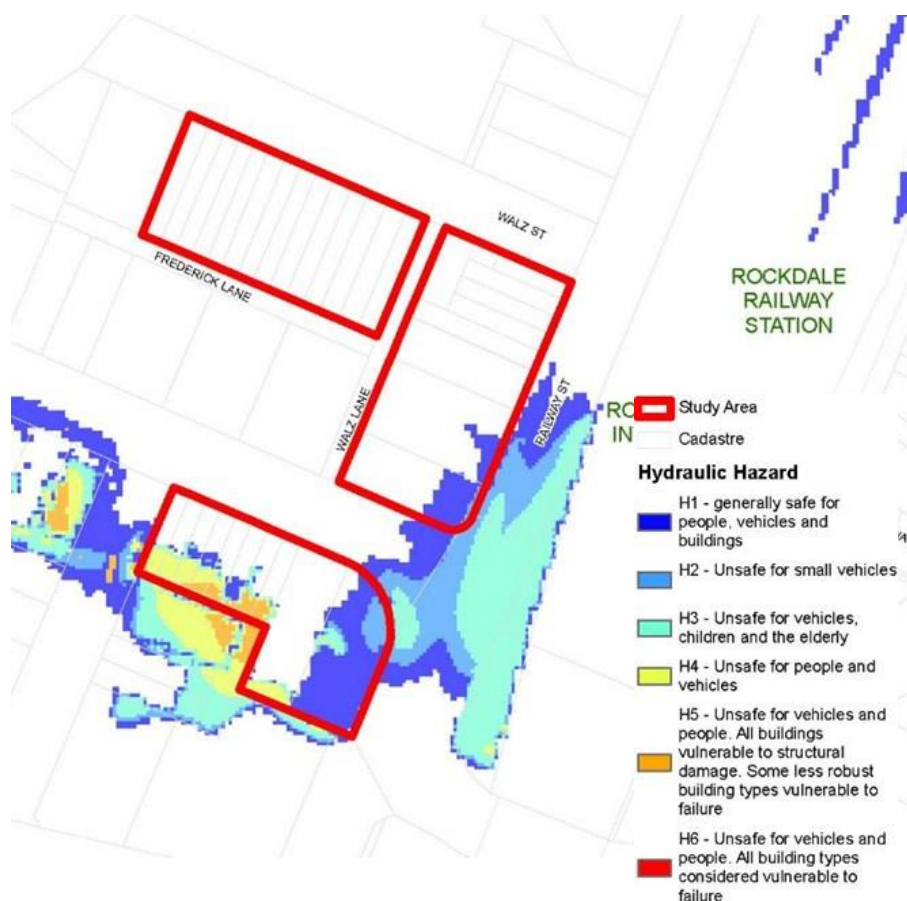 WALZ ST
FREDERICK LANE
ROCKDALE
RAILWAY
STATION
WALZ LANE
RAILWAY ST
RO
IN
Study Area
Cadastre
Hydraulic Hazard
H1 - generally safe for
people, vehicles and
buildings
H2 - Unsafe for small vehicles
H3 - Unsafe for vehicles,
children and the elderly
H4 - Unsafe for people and
vehicles
H5 - Unsafe for vehicles and
people. All buildings
vulnerable to structural
damage. Some less robust
building types vulnerable to
failure
H6 - Unsafe for vehicles and
people. All building types
considered vulnerable to
failure